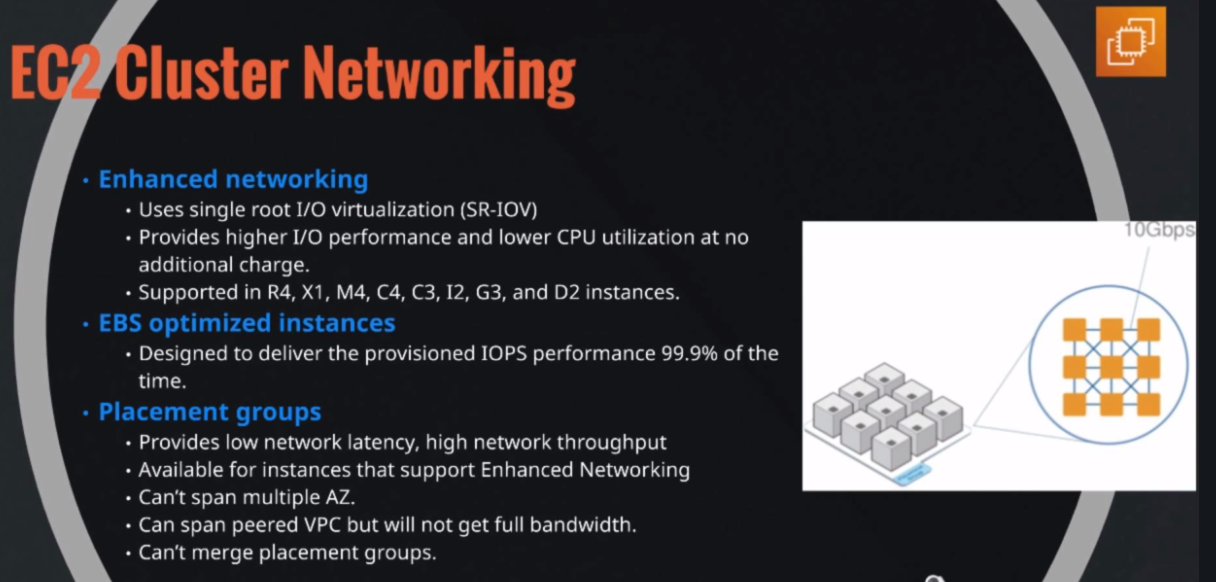 EC2 Cluster Networking
• Enhanced networking
• Uses single root I/O virtualization (SR-IOV)
• Provides higher I/O performance and lower CPU utilization at no
additional charge.
• Supported in R4, X1, M4, C4, C3, I2, G3, and D2 instances.
• EBS optimized instances
• Designed to deliver the provisioned IOPS performance 99.9% of the
time.
• Placement groups
• Provides low network latency, high network throughput
• Available for instances that support Enhanced Networking
• Can't span multiple AZ.
• Can span peered VPC but will not get full bandwidth.
• Can't merge placement groups.
10Gbps